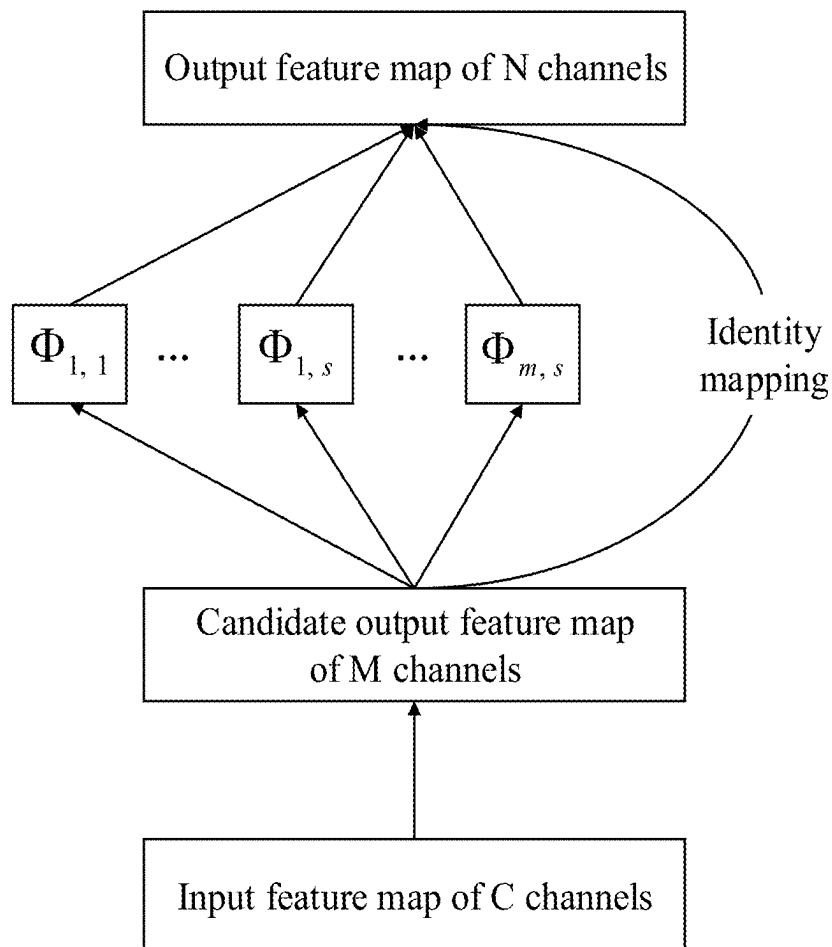 Output feature map of N channels
Φ1, 1 ... Φ1, s ... Φm, s
Identity
mapping
Candidate output feature map
of M channels
Input feature map of C channels